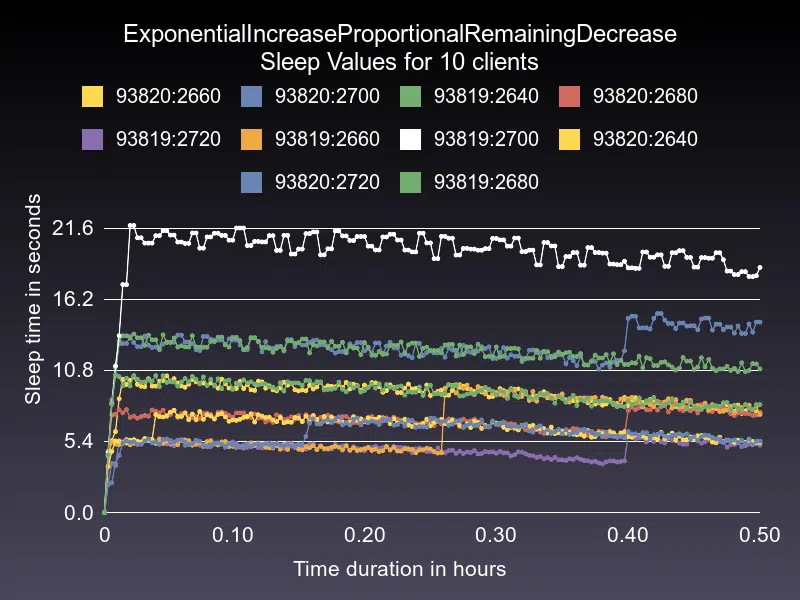 ExponentialIncreaseProportionalRemainingDecrease
Sleep Values for 10 clients
93820:2660 93820:2700 93819:2640 93820:2680
93819:2720 93819:2660 93819:2700 93820:2640
93820:2720 93819:2680
Sleep time in seconds
21.6
16.2
10.8
5.4
0.0
0 0.10 0.20 0.30 0.40 0.50
Time duration in hours